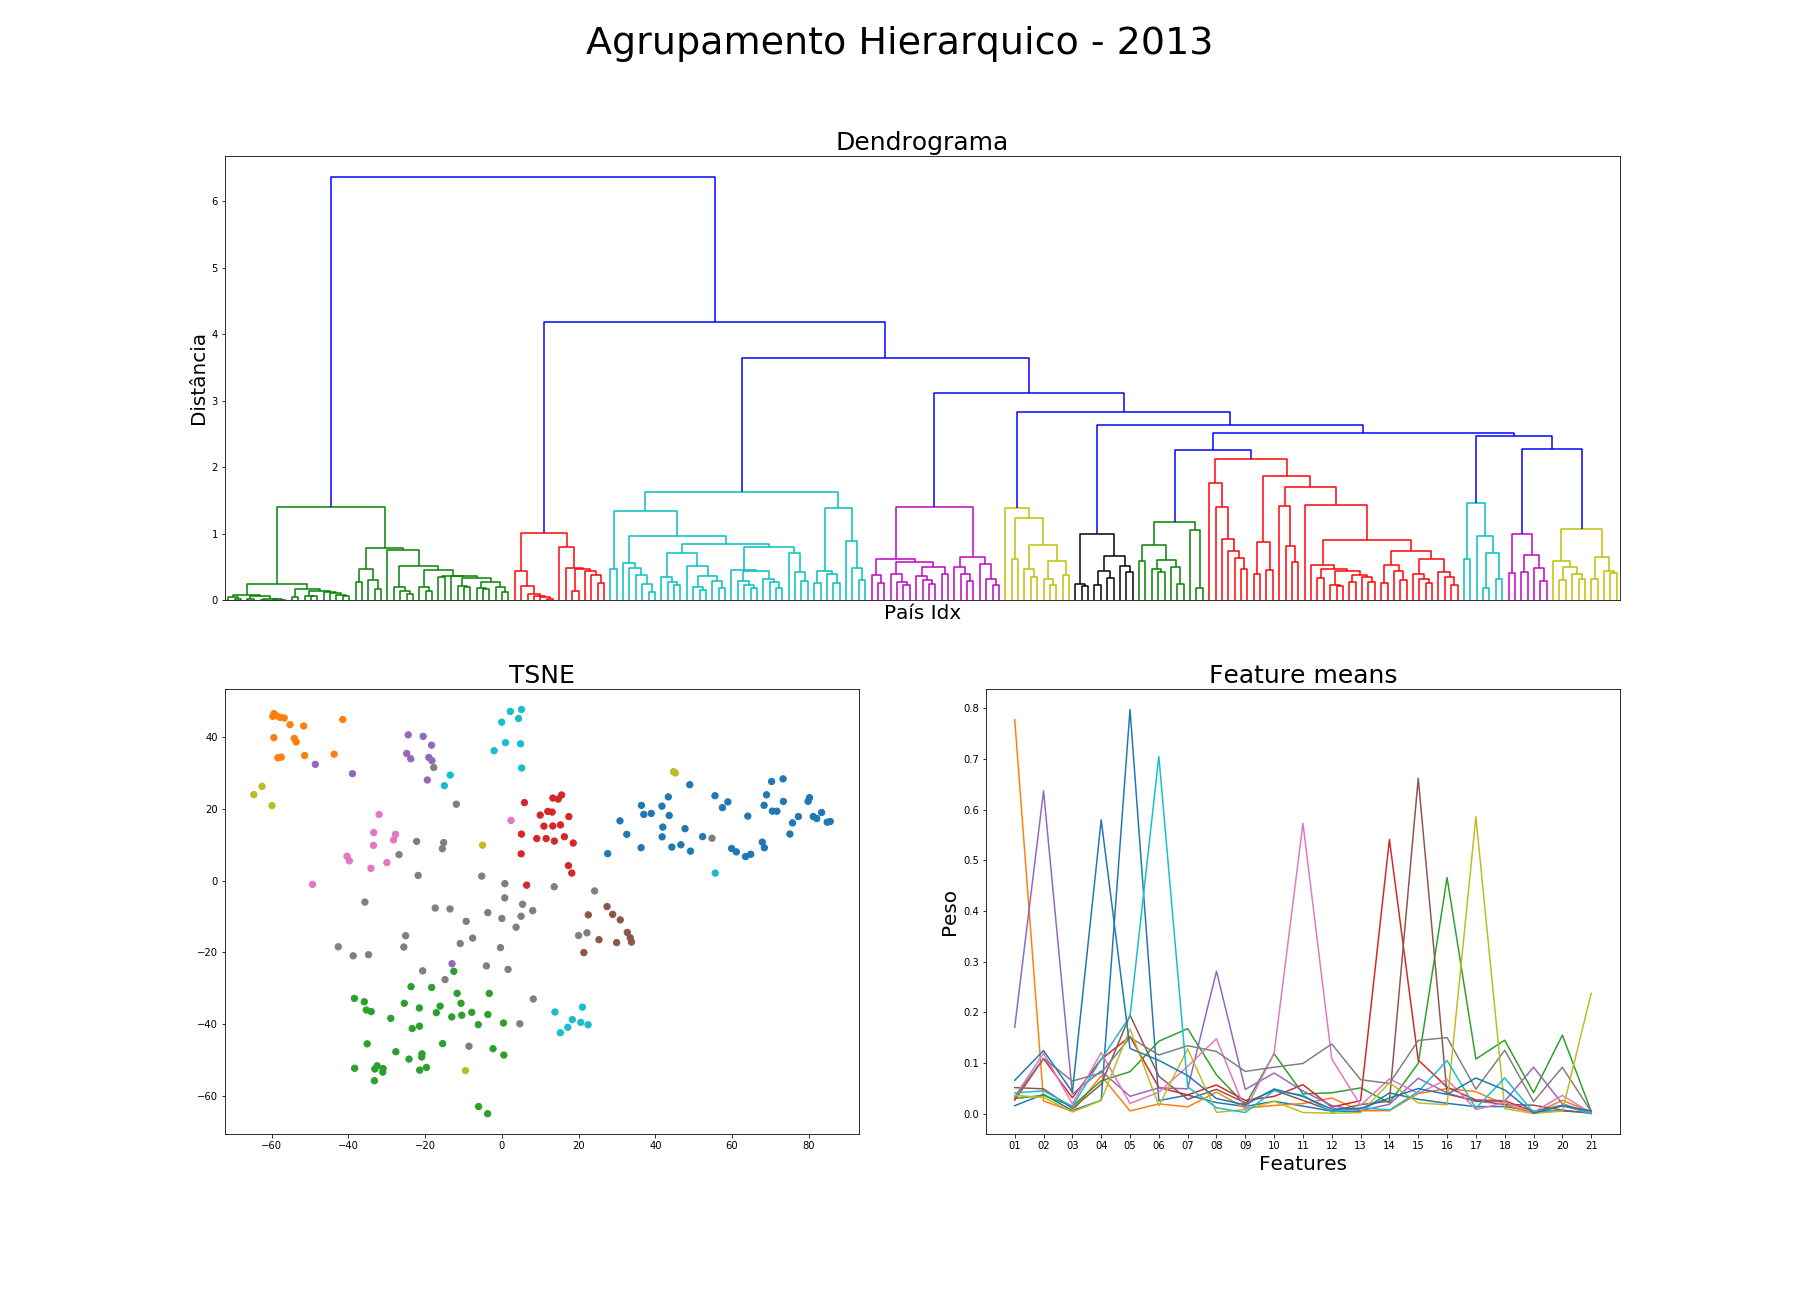 Agrupamento Hierarquico - 2013
Dendrograma
6
5
4
3
2
1
0
Distância
País Idx
TSNE
40
20
0
−20
−40
−60
−60 −40 −20 0 20 40 60 80
Feature means
0.8
0.7
0.6
0.5
0.4
0.3
0.2
0.1
0.0
Peso
01 02 03 04 05 06 07 08 09 10 11 12 13 14 15 16 17 18 19 20 21
Features